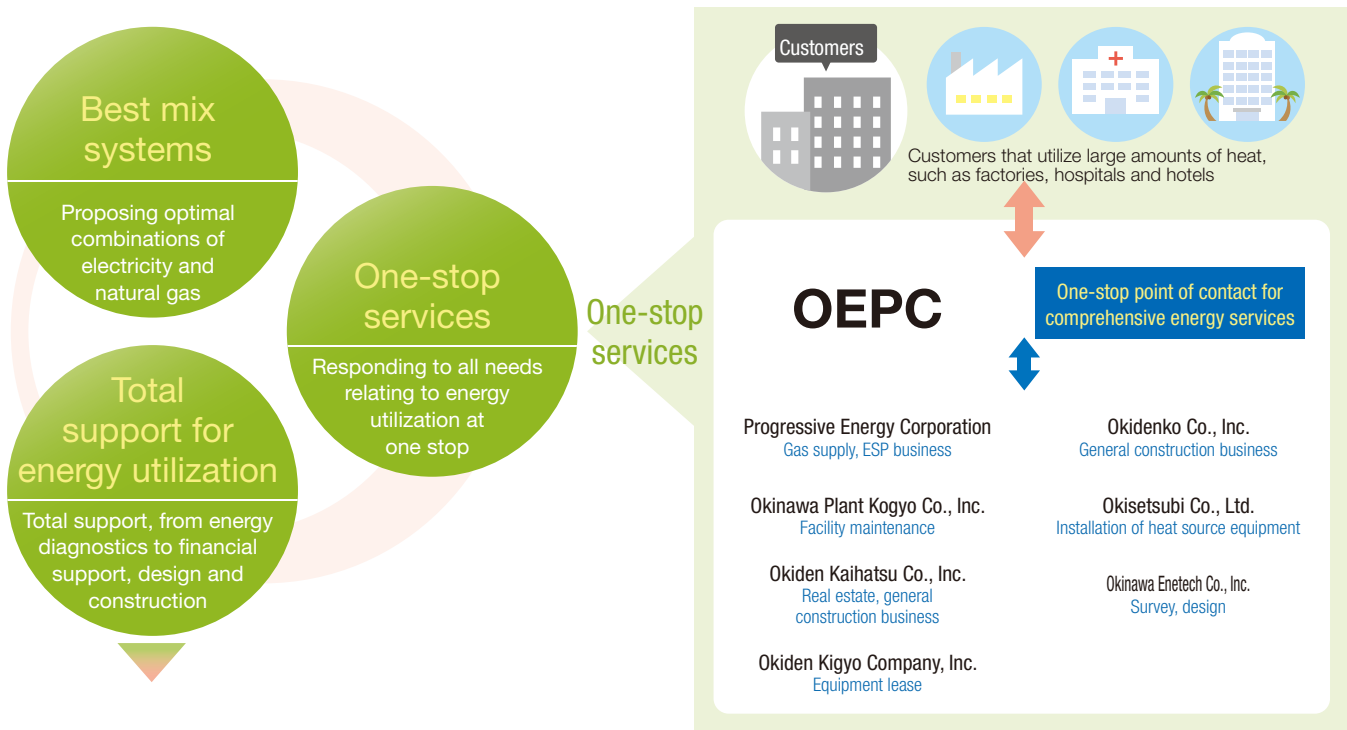 Best mix
systems
Proposing optimal
combinations of
electricity and
natural gas
One-stop
services
Responding to all needs
relating to energy
utilization at
one stop
Total
support for
energy utilization
Total support, from energy
diagnostics to financial
support, design and
construction
One-stop
services
Customers
Customers that utilize large amounts of heat,
such as factories, hospitals and hotels
OEPC
One-stop point of contact for
comprehensive energy services
Progressive Energy Corporation
Gas supply, ESP business
Okinawa Plant Kogyo Co., Inc.
Facility maintenance
Okiden Kaihatsu Co., Inc.
Real estate, general
construction business
Okiden Kigyo Company, Inc.
Equipment lease
Okidenko Co., Inc.
General construction business
Okisetsubi Co., Ltd.
Installation of heat source equipment
Okinawa Enetech Co., Inc.
Survey, design